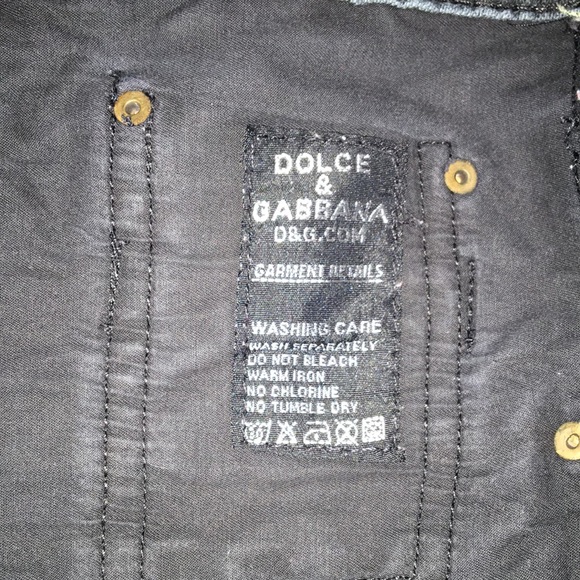 DOLCE
&
GABBANA
D&G.COM
GARMENT DETAILS
WASHING CARE
WASH SEPARATELY
DO NOT BLEACH
WARM IRON
NO CHLORINE
NO TUMBLE DRY